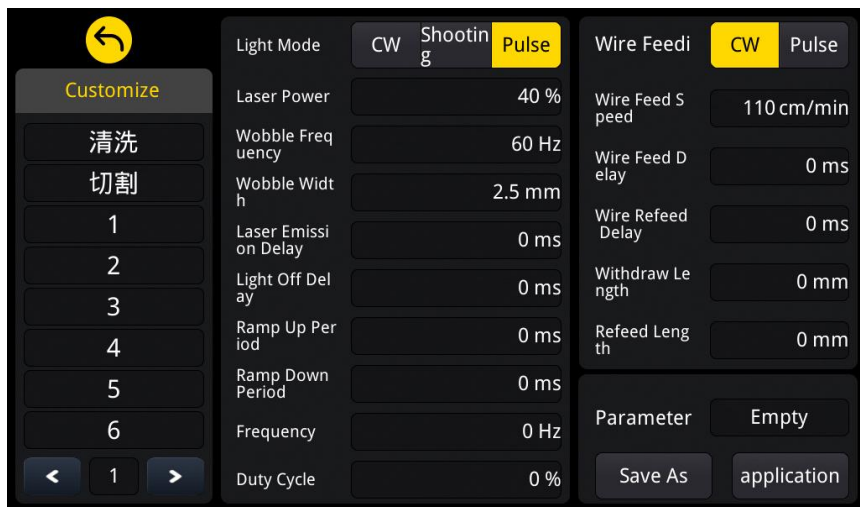 Customize
清洗
切割
1
2
3
4
5
6
1
Light Mode
CW
Shootin
g
Pulse
Laser Power
40 %
Wobble Freq
uency
60 Hz
Wobble Widt
h
2.5 mm
Laser Emissi
on Delay
0 ms
Light Off Del
ay
0 ms
Ramp Up Per
iod
0 ms
Ramp Down
Period
0 ms
Frequency
0 Hz
Duty Cycle
0 %
Wire Feedi
CW
Pulse
Wire Feed S
peed
110 cm/min
Wire Feed D
elay
0 ms
Wire Refeed
Delay
0 ms
Withdraw Le
ngth
0 mm
Refeed Leng
th
0 mm
Parameter
Empty
Save As
application